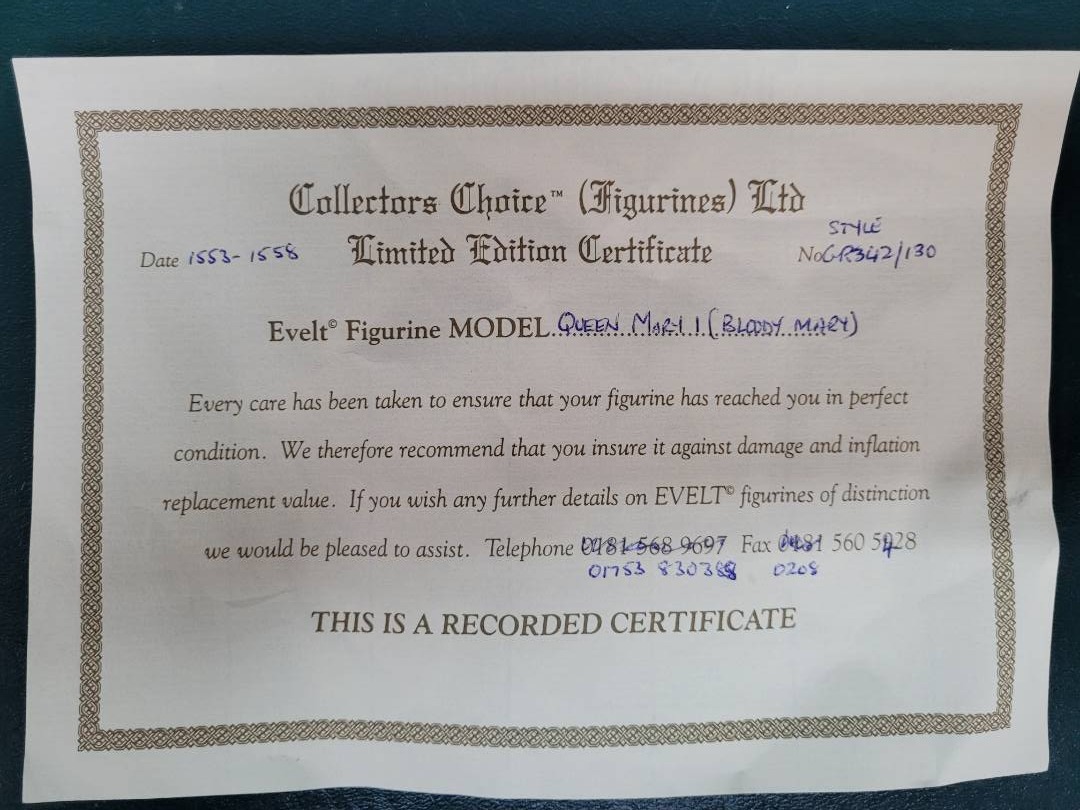 Collectors Choice™ (Figurines) Ltd
STYLE
Date 1553-1558 Limited Edition Certificate No GR342/130
Evelt© Figurine MODEL QUEEN MARY I (BLOODY MARY)
Every care has been taken to ensure that your figurine has reached you in perfect
condition. We therefore recommend that you insure it against damage and inflation
replacement value. If you wish any further details on EVELT© figurines of distinction
we would be pleased to assist. Telephone 0181 568 9697 Fax 0181 560
01753 830388 0208
THIS IS A RECORDED CERTIFICATE